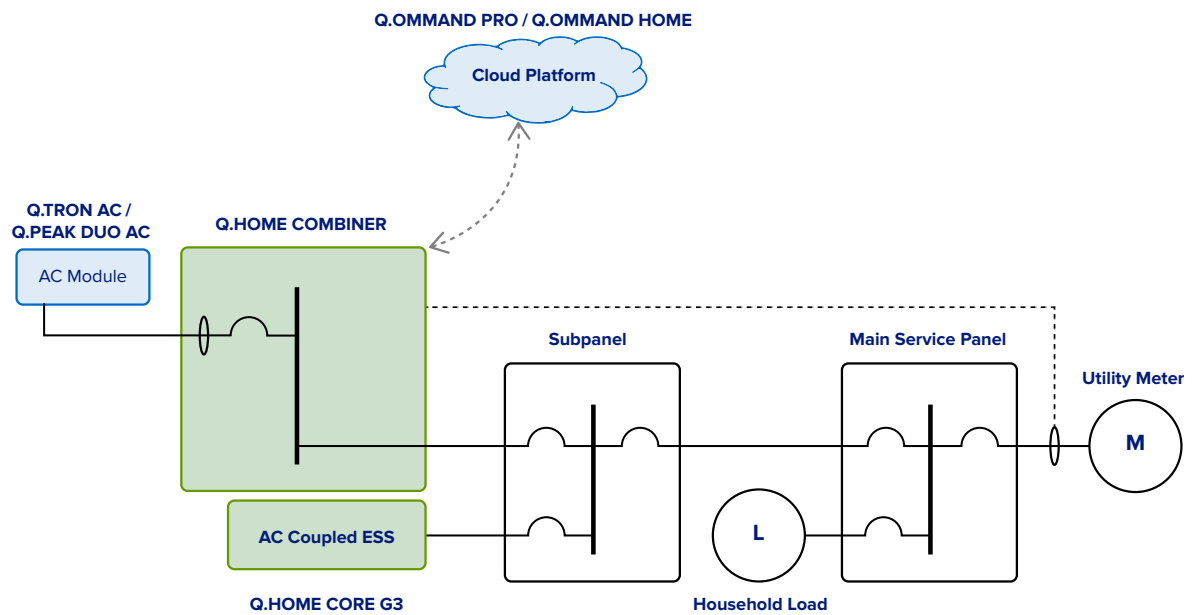 Q.OMMAND PRO / Q.OMMAND HOME
Cloud Platform
Q.TRON AC /
Q.PEAK DUO AC
AC Module
Q.HOME COMBINER
Subpanel
Main Service Panel
Utility Meter
M
AC Coupled ESS
L
Q.HOME CORE G3
Household Load